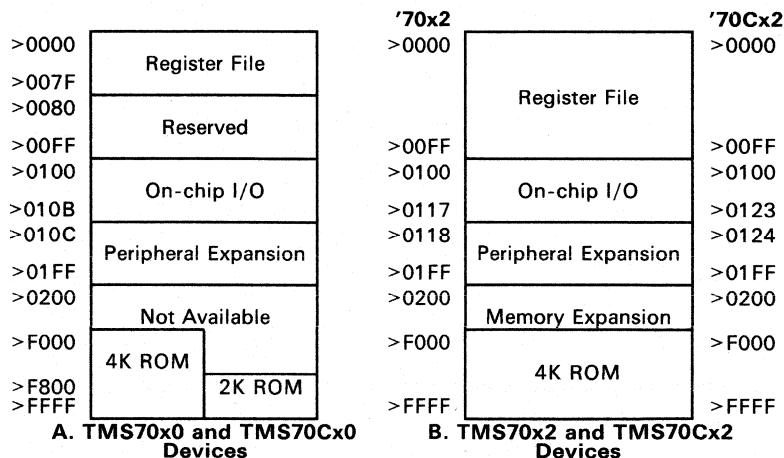 '70x2 '70Cx2
>0000 >0000 >0000
Register File
>007F
>0080
Register File
Reserved
>00FF >00FF >00FF
>0100 >0100 >0100
On-chip I/O On-chip I/O
>010B >0117 >0123
>010C >0118 >0124
Peripheral Expansion Peripheral Expansion
>01FF >01FF >01FF
>0200 >0200 >0200
Not Available Memory Expansion
>F000 >F000 >F000
4K ROM
4K ROM
>F800
2K ROM
>FFFF >FFFF >FFFF
A. TMS70x0 and TMS70Cx0 B. TMS70x2 and TMS70Cx2
Devices Devices